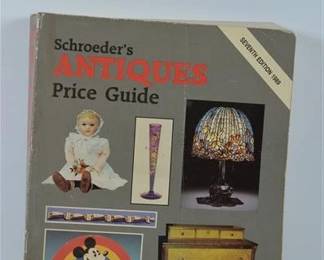 Schroeder's
ANTIQUES
Price Guide
SEVENTH EDITION 1989